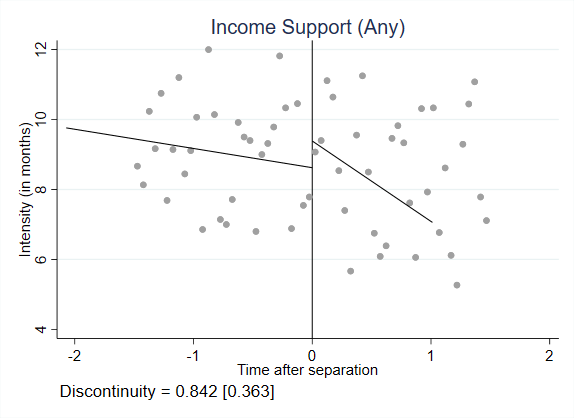 Income Support (Any)
Intensity (in months)
12
10
8
6
4
-2
-1
0
1
2
Time after separation
Discontinuity = 0.842 [0.363]